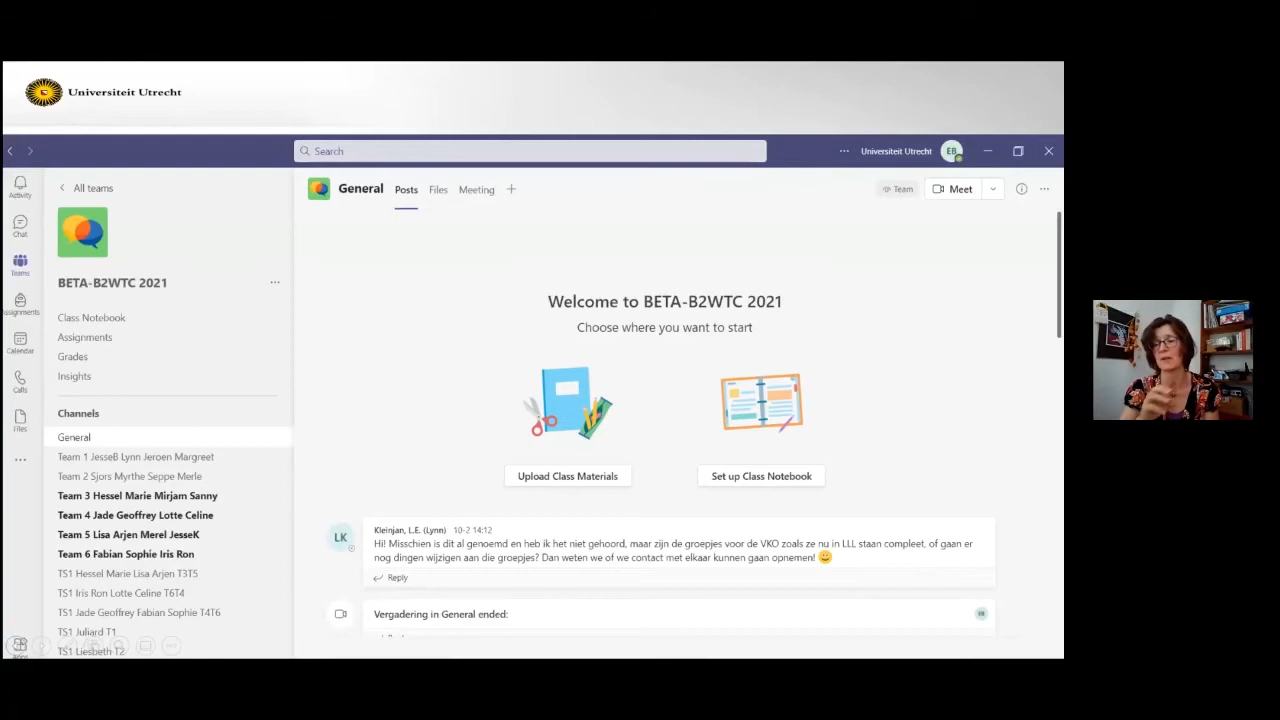 Universiteit Utrecht
Search
Universiteit Utrecht
EB
Activity
Chat
Teams
Assignments
Calendar
Calls
Files
All teams
BETA-B2WTC 2021
Class Notebook
Assignments
Grades
Insights
Channels
General
Team 1 JesseB Lynn Jeroen Margreet
Team 2 Sjors Myrthe Seppe Merle
Team 3 Hessel Marie Mirjam Sanny
Team 4 Jade Geoffrey Lotte Celine
Team 5 Lisa Arjen Merel JesseK
Team 6 Fabian Sophie Iris Ron
TS1 Hessel Marie Lisa Arjen T3T5
TS1 Iris Ron Lotte Celine T6T4
TS1 Jade Geoffrey Fabian Sophie T4T6
TS1 Juliard T1
TS1 Liesbeth T2
General Posts Files Meeting
Team
Meet
Welcome to BETA-B2WTC 2021
Choose where you want to start
Upload Class Materials
Set up Class Notebook
LK
Kleinjan, L.E. (Lynn) 10-2 14:12
Hi! Misschien is dit al genoemd en heb ik het niet gehoord, maar zijn de groepjes voor de VKO zoals ze nu in LLL staan compleet, of gaan er
nog dingen wijzigen aan die groepjes? Dan weten we of we contact met elkaar kunnen gaan opnemen!
Reply
Vergadering in General ended: